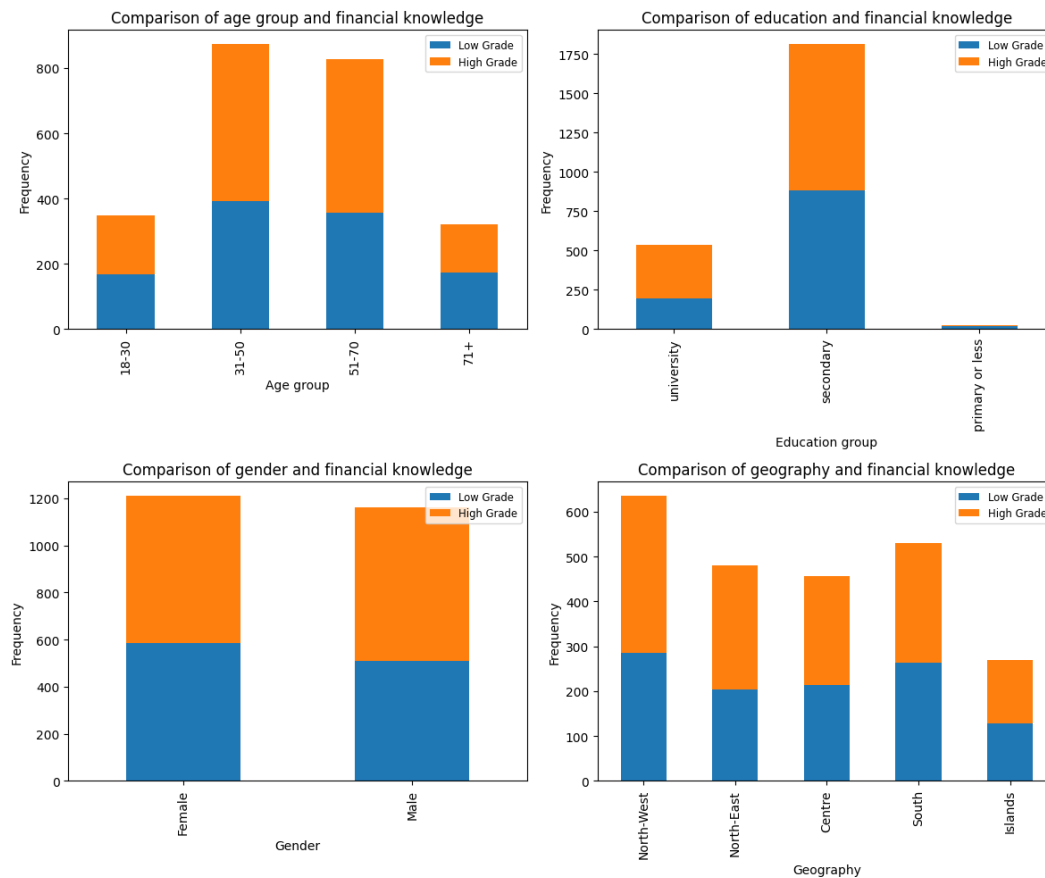 Comparison of age group and financial knowledge
Low Grade
High Grade
800
600
400
200
0
Frequency
18-30
31-50
51-70
71+
Age group
Comparison of education and financial knowledge
Low Grade
High Grade
1750
1500
1250
1000
750
500
250
0
Frequency
university
secondary
primary or less
Education group
Comparison of gender and financial knowledge
Low Grade
High Grade
1200
1000
800
600
400
200
0
Frequency
Female
Male
Gender
Comparison of geography and financial knowledge
Low Grade
High Grade
600
500
400
300
200
100
0
Frequency
North-West
North-East
Centre
South
Islands
Geography